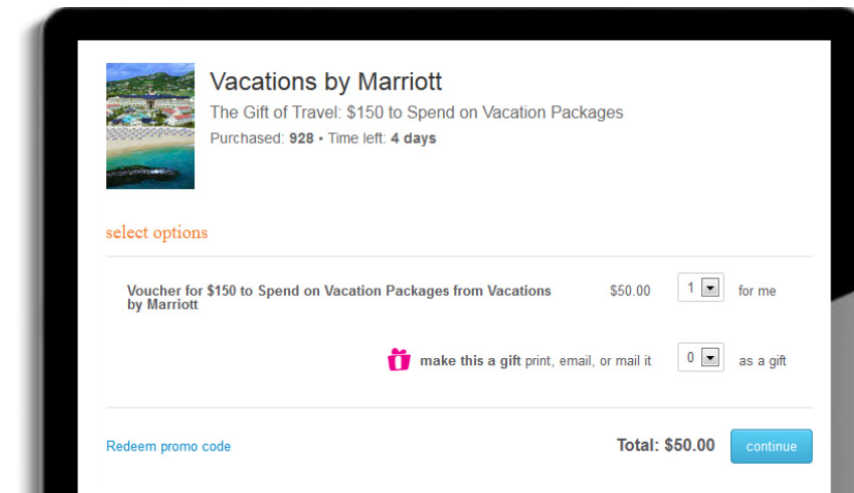 Vacations by Marriott
The Gift of Travel: $150 to Spend on Vacation Packages
Purchased: 928 • Time left: 4 days
select options
Voucher for $150 to Spend on Vacation Packages from Vacations
by Marriott
$50.00 1 for me
make this a gift print, email, or mail it 0 as a gift
Redeem promo code Total: $50.00 continue